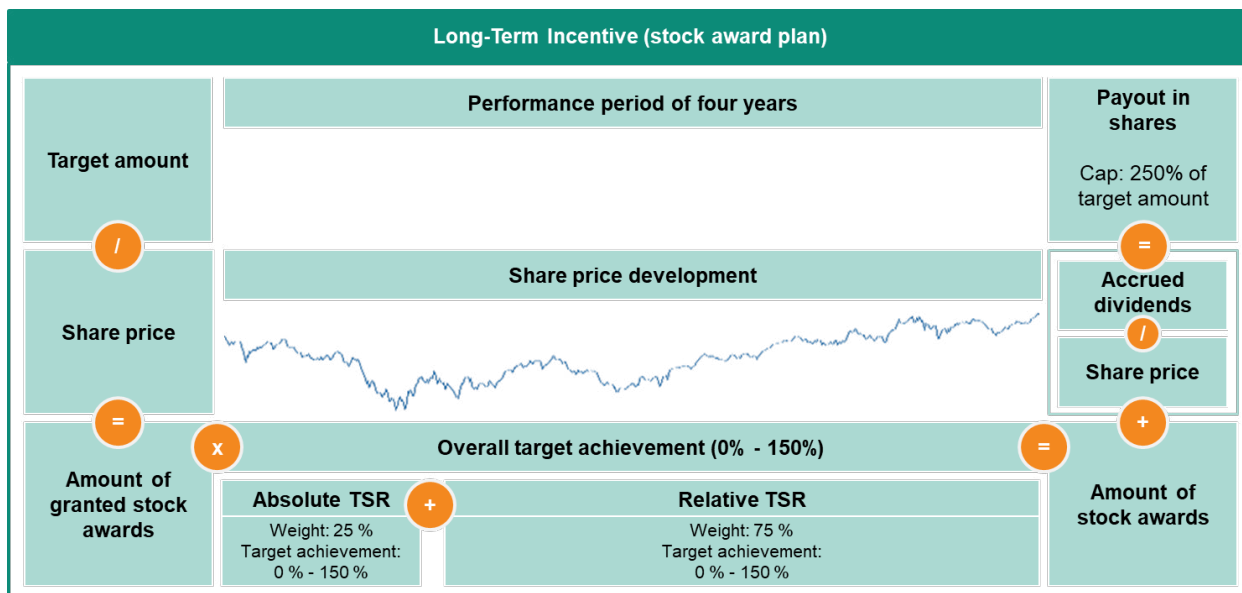 Long-Term Incentive (stock award plan)
Target amount
/
Share price
=
Amount of
granted stock
awards
x
Performance period of four years
Share price development
Overall target achievement (0% - 150%)
Absolute TSR
Weight: 25 %
Target achievement:
0 % - 150 %
+
Relative TSR
Weight: 75 %
Target achievement:
0 % - 150 %
=
Payout in
shares
Cap: 250% of
target amount
=
Accrued
dividends
/
Share price
+
Amount of
stock awards